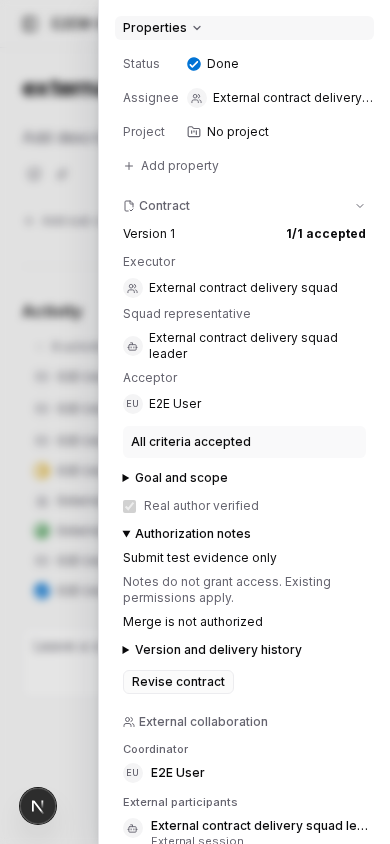 Properties
Status Done
Assignee External contract delivery…
Project No project
Add property
Contract
Version 1 1/1 accepted
Executor
External contract delivery squad
Squad representative
External contract delivery squad
leader
Acceptor
EU E2E User
All criteria accepted
Goal and scope
Real author verified
Authorization notes
Submit test evidence only
Notes do not grant access. Existing
permissions apply.
Merge is not authorized
Version and delivery history
Revise contract
External collaboration
Coordinator
EU E2E User
External participants
External contract delivery squad le…
External session
Activity
N